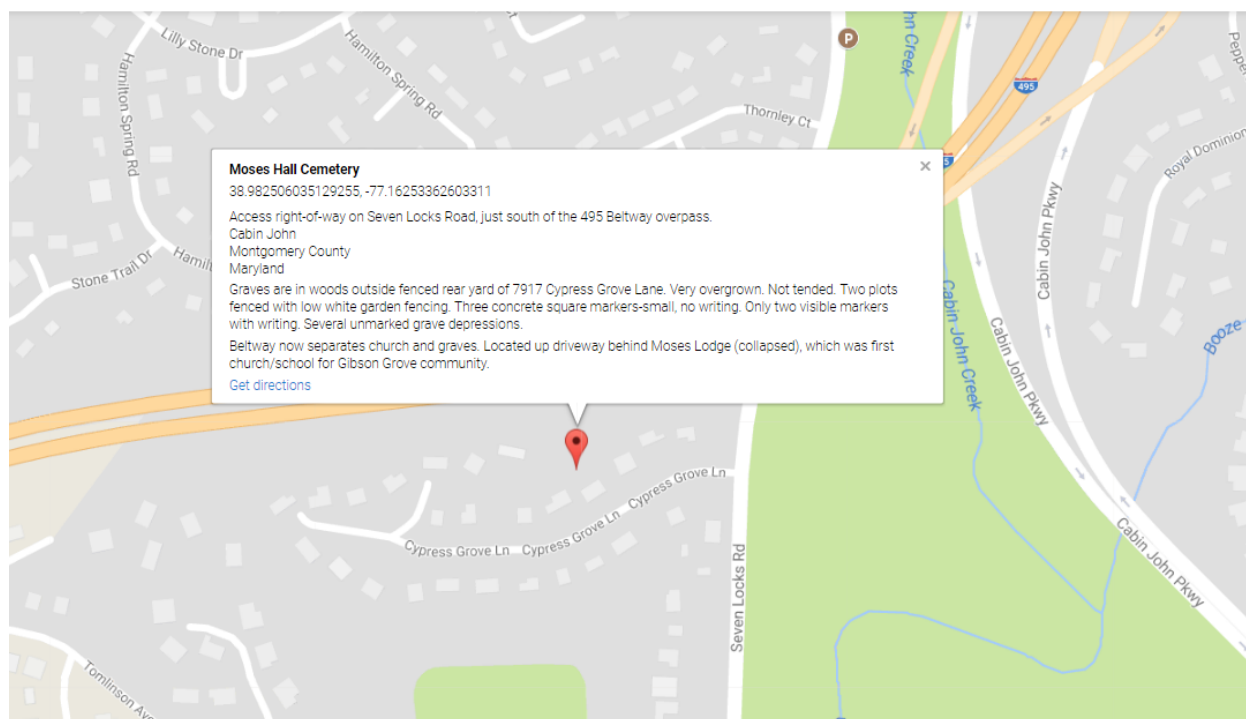 Lilly Stone Dr
Hamilton Spring Rd
Hamilton Spring Rd
Ct
P
Creek
495
Thornley Ct
Royal Dominion
Moses Hall Cemetery
×
38.982506035129255, -77.16253362603311
Access right-of-way on Seven Locks Road, just south of the 495 Beltway overpass.
Cabin John
Montgomery County
Maryland
Graves are in woods outside fenced rear yard of 7917 Cypress Grove Lane. Very overgrown. Not tended. Two plots
fenced with low white garden fencing. Three concrete square markers-small, no writing. Only two visible markers
with writing. Several unmarked grave depressions.
Beltway now separates church and graves. Located up driveway behind Moses Lodge (collapsed), which was first
church/school for Gibson Grove community.
Get directions
Stone Trail Dr
Cabin John Pkwy
Cabin John Creek
Cabin John Pkwy
Booze
Cypress Grove Ln
Cypress Grove Ln
Cypress Grove Ln
Seven Locks Rd
Cabin John Pkwy
Tomlinson Ave